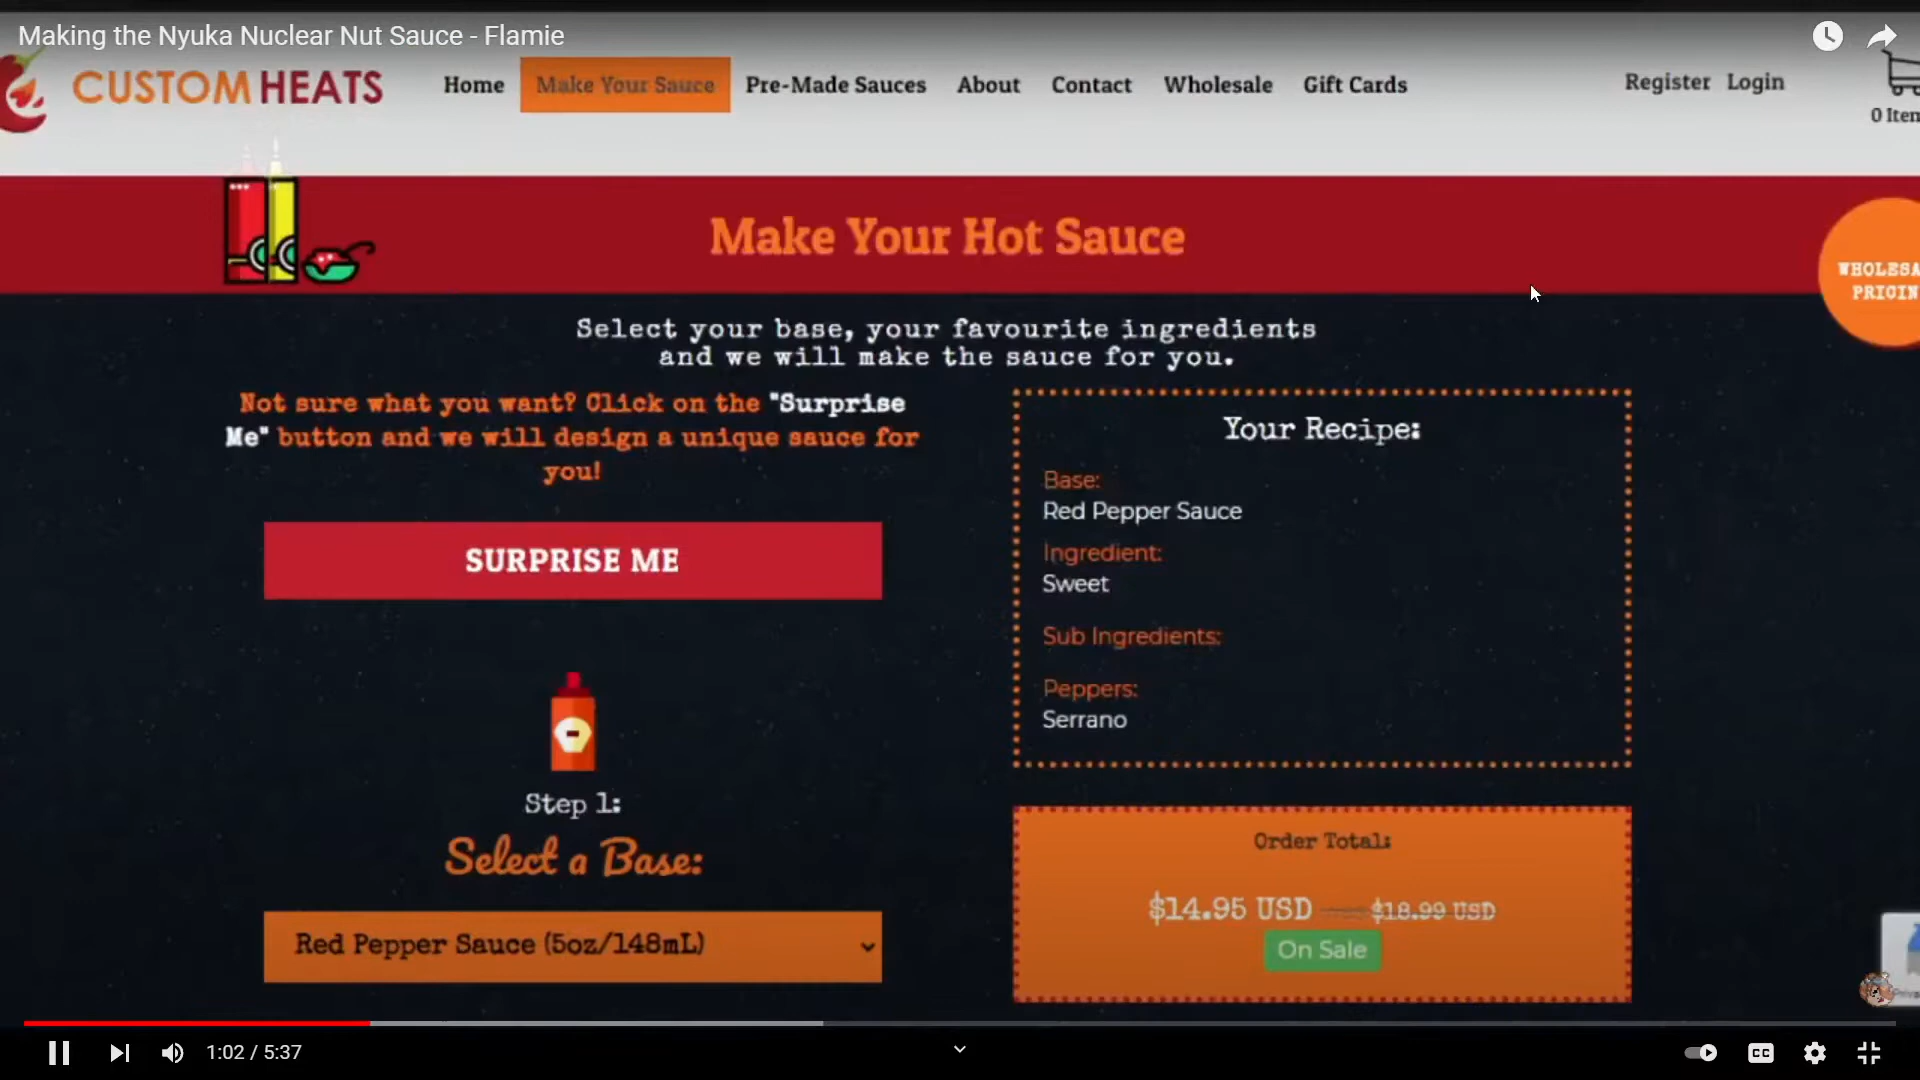 Making the Nyuka Nuclear Nut Sauce - Flamie
CUSTOM HEATS
Home Make Your Sauce Pre-Made Sauces About Contact Wholesale Gift Cards
Register Login
0
Make Your Hot Sauce
PRICIN
Select your base, your favourite ingredients
and we will make the sauce for you.
Not sure what you want? Click on the "Surprise
Me" button and we will design a unique sauce for
you!
SURPRISE ME
Step 1:
Select a Base:
Red Pepper Sauce (5oz/148mL)
Your Recipe:
Base:
Red Pepper Sauce
Ingredient:
Sweet
Sub Ingredients:
Peppers:
Serrano
Order Total:
$14.95 USD $18.99 USD
On Sale
1:02 / 5:37
CC